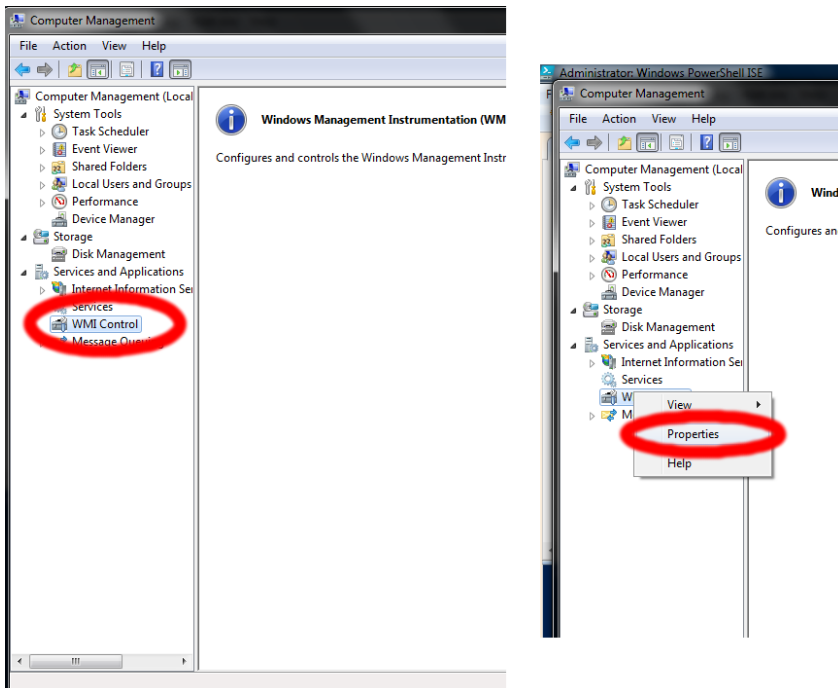 Computer Management
File Action View Help
Computer Management (Local
System Tools
Task Scheduler
Event Viewer
Shared Folders
Local Users and Groups
Performance
Device Manager
Storage
Disk Management
Services and Applications
Internet Information Ser
Services
WMI Control
Message Queuing
Windows Management Instrumentation (WM
Configures and controls the Windows Management Instr
Administrator: Windows PowerShell ISE
Computer Management
File Action View Help
Computer Management (Local
System Tools
Task Scheduler
Event Viewer
Shared Folders
Local Users and Groups
Performance
Device Manager
Storage
Disk Management
Services and Applications
Internet Information Ser
Services
W
M
View
Properties
Help
Wind
Configures an